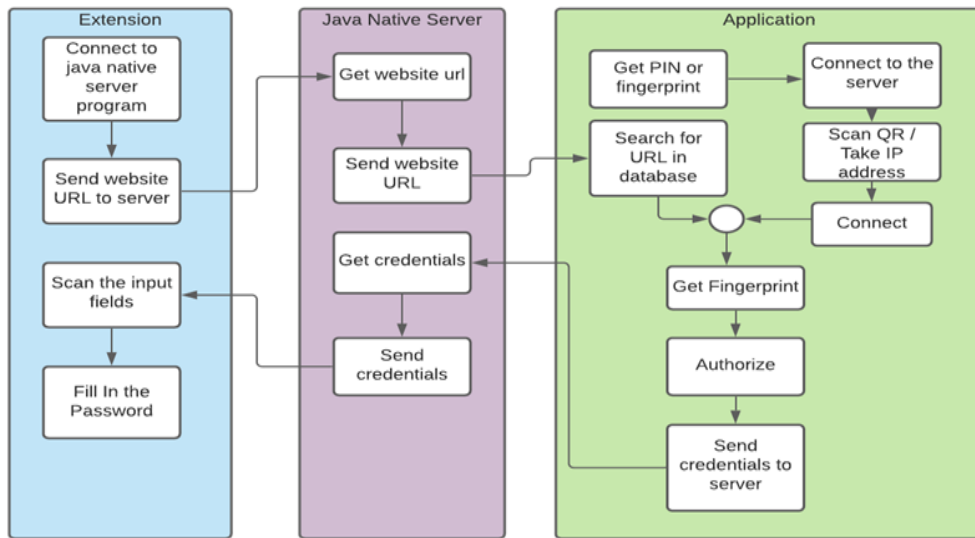 Extension
Connect to
java native
server
program
Send website
URL to server
Scan the input
fields
Fill In the
Password
Java Native Server
Get website url
Send website
URL
Get credentials
Send
credentials
Application
Get PIN or
fingerprint
Connect to the
server
Search for
URL in
database
Scan QR /
Take IP
address
Connect
Get Fingerprint
Authorize
Send
credentials to
server